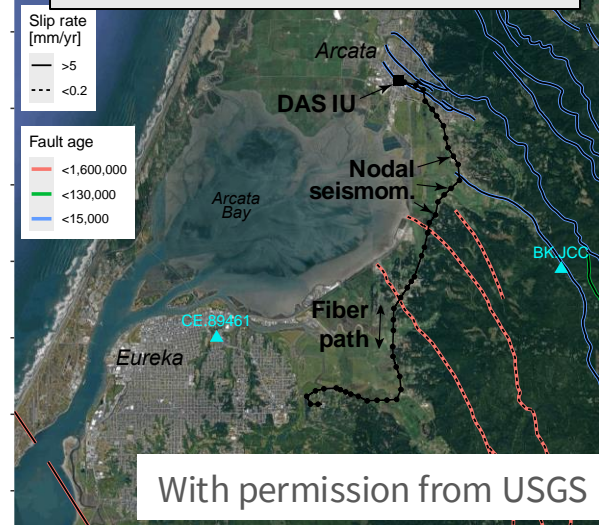 Slip rate
[mm/yr]
>5
<0.2
Fault age
<1,600,000
<130,000
<15,000
Arcata
DAS IU
Nodal
seismom.
Arcata
Bay
BK.JCC
Fiber
path
CE.89461
Eureka
With permission from USGS